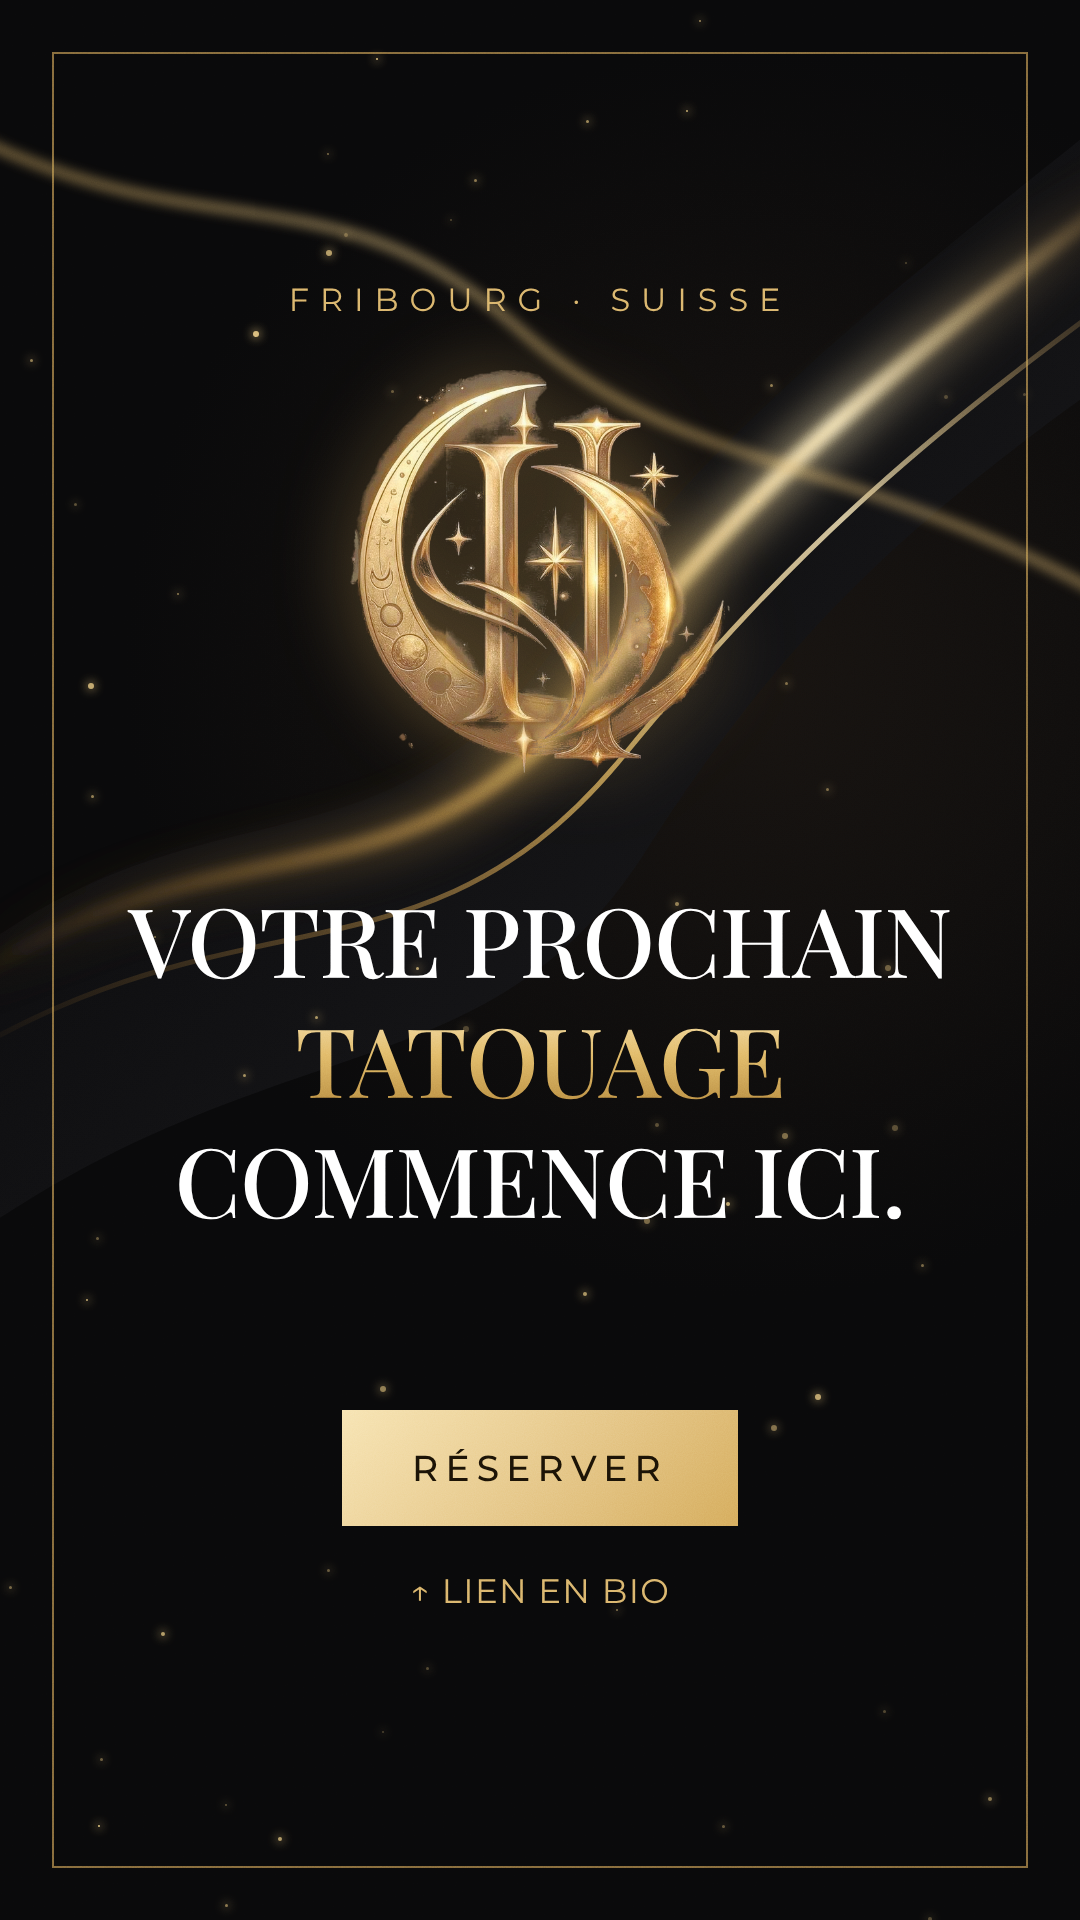 FRIBOURG · SUISSE
VOTRE PROCHAIN
TATOUAGE
COMMENCE ICI.
RÉSERVER
↑ LIEN EN BIO